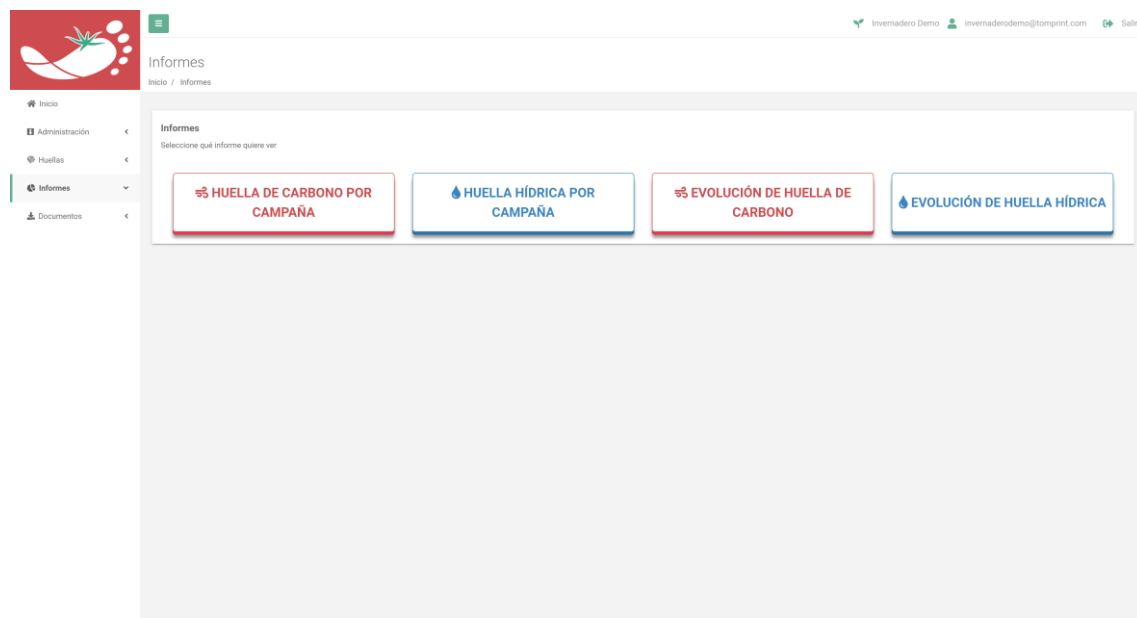 Invernadero Demo invernaderodemo@tomprint.com Salir
Informes
Inicio / Informes
Inicio
Administración
Huellas
Informes
Documentos
Informes
Seleccione qué informe quiere ver
HUELLA DE CARBONO POR
CAMPAÑA
HUELLA HÍDRICA POR
CAMPAÑA
EVOLUCIÓN DE HUELLA DE
CARBONO
EVOLUCIÓN DE HUELLA HÍDRICA